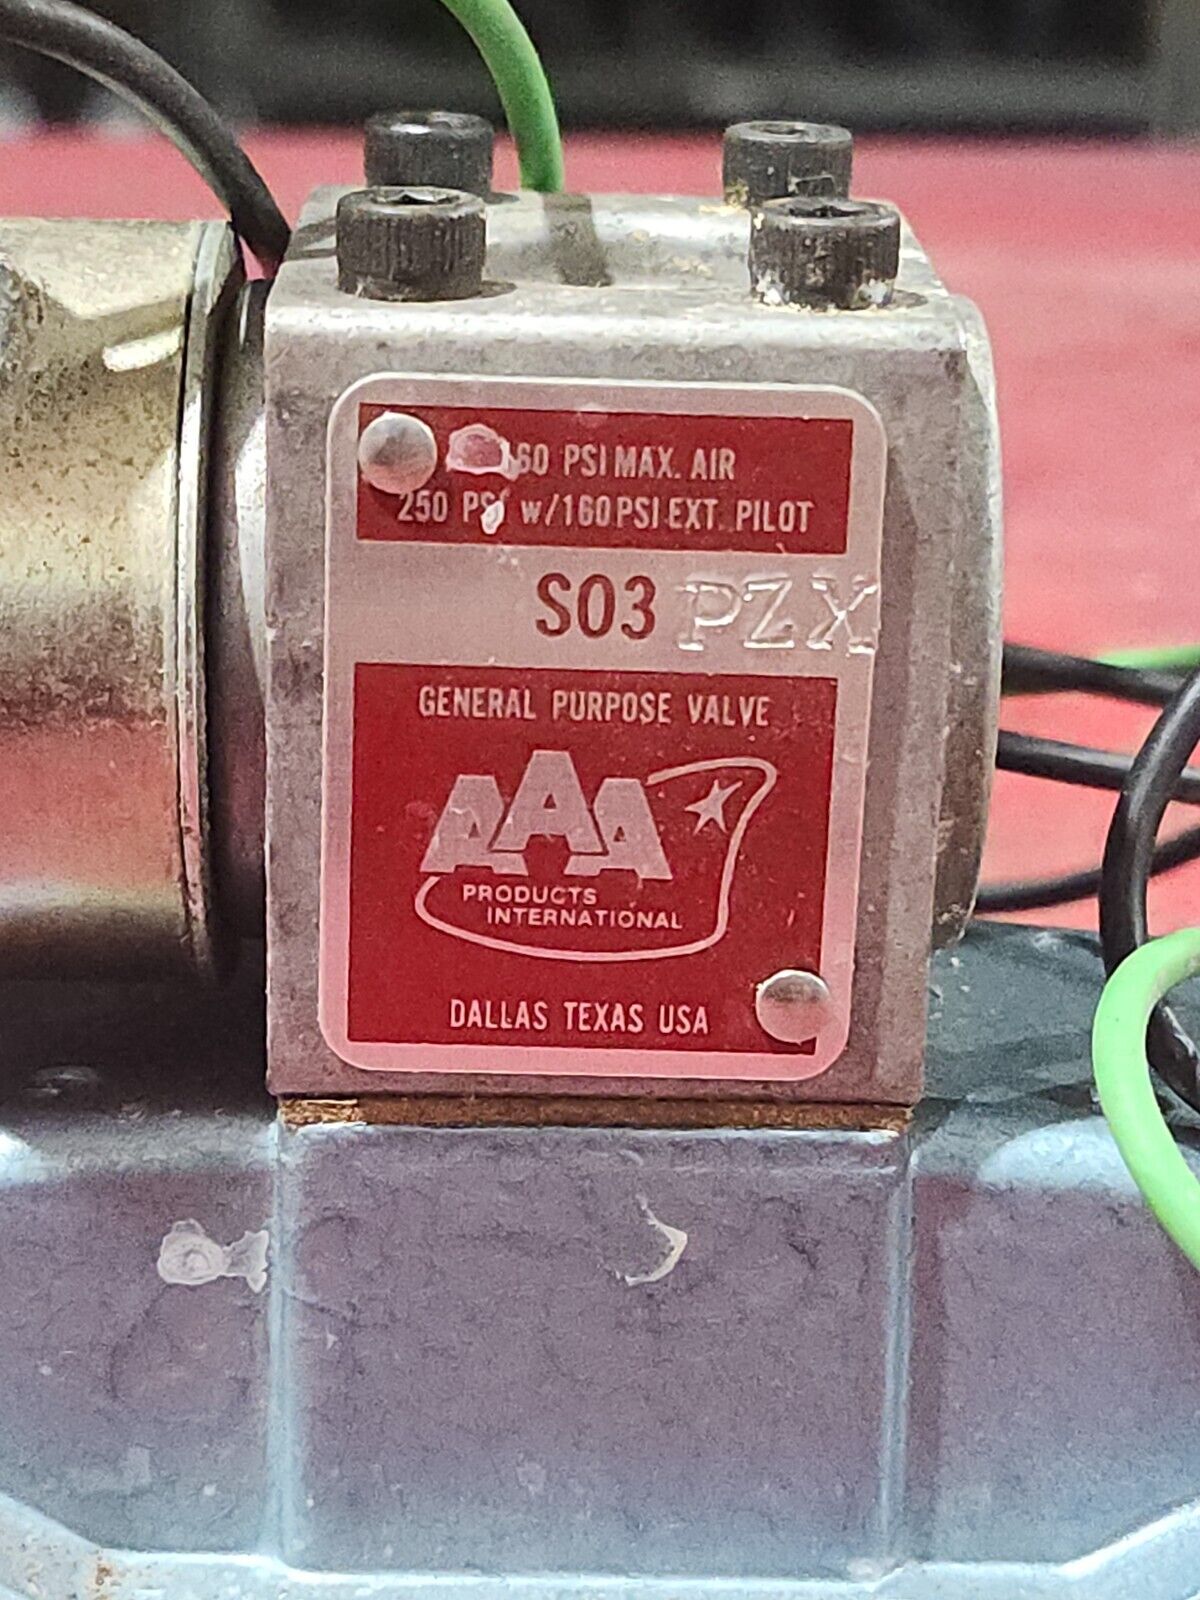 160 PSI MAX. AIR
250 PSI w/160 PSI EXT. PILOT
S03 PZX
GENERAL PURPOSE VALVE
AAA
PRODUCTS
INTERNATIONAL
DALLAS TEXAS USA